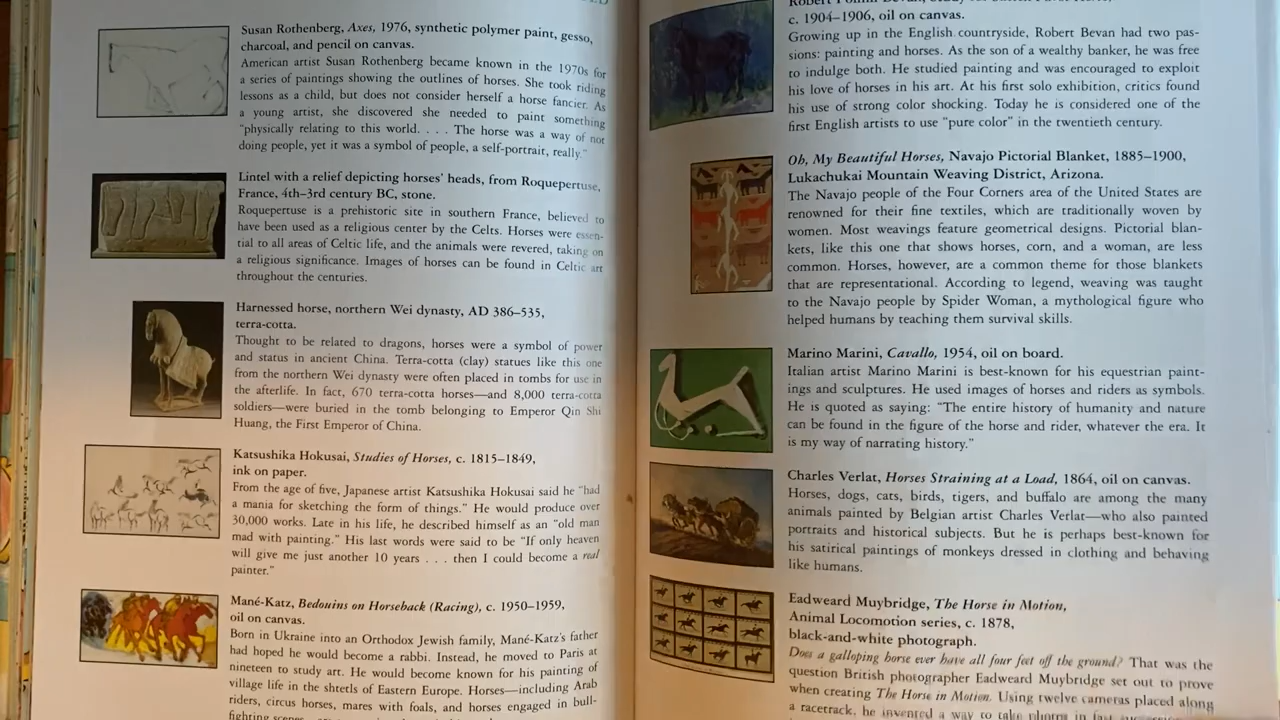 Susan Rothenberg, Axes, 1976, synthetic polymer paint, gesso,
charcoal, and pencil on canvas.
American artist Susan Rothenberg became known in the 1970s for
a series of paintings showing the outlines of horses. She took riding
lessons as a child, but does not consider herself a horse fancier. As
a young artist, she discovered she needed to paint something
"physically relating to this world. . . . The horse was a way of not
doing people, yet it was a symbol of people, a self-portrait, really."
Lintel with a relief depicting horses' heads, from Roquepertuse,
France, 4th–3rd century BC, stone.
Roquepertuse is a prehistoric site in southern France, believed to
have been used as a religious center by the Celts. Horses were essen-
tial to all areas of Celtic life, and the animals were revered, taking on
a religious significance. Images of horses can be found in Celtic art
throughout the centuries.
Harnessed horse, northern Wei dynasty, AD 386–535,
terra-cotta.
Thought to be related to dragons, horses were a symbol of power
and status in ancient China. Terra-cotta (clay) statues like this one
from the northern Wei dynasty were often placed in tombs for use in
the afterlife. In fact, 670 terra-cotta horses—and 8,000 terra-cotta
soldiers—were buried in the tomb belonging to Emperor Qin Shi
Huang, the First Emperor of China.
Katsushika Hokusai, Studies of Horses, c. 1815–1849,
ink on paper.
From the age of five, Japanese artist Katsushika Hokusai said he "had
a mania for sketching the form of things." He would produce over
30,000 works. Late in his life, he described himself as an "old man
mad with painting." His last words were said to be "If only heaven
will give me just another 10 years . . . then I could become a real
painter."
Mané-Katz, Bedouins on Horseback (Racing), c. 1950–1959,
oil on canvas.
Born in Ukraine into an Orthodox Jewish family, Mané-Katz's father
had hoped he would become a rabbi. Instead, he moved to Paris at
nineteen to study art. He would become known for his painting of
village life in the shtetls of Eastern Europe. Horses—including Arab
riders, circus horses, mares with foals, and horses engaged in bull-
fighting scenes
c. 1904–1906, oil on canvas.
Growing up in the English countryside, Robert Bevan had two pas-
sions: painting and horses. As the son of a wealthy banker, he was free
to indulge both. He studied painting and was encouraged to exploit
his love of horses in his art. At his first solo exhibition, critics found
his use of strong color shocking. Today he is considered one of the
first English artists to use "pure color" in the twentieth century.
Oh, My Beautiful Horses, Navajo Pictorial Blanket, 1885–1900,
Lukachukai Mountain Weaving District, Arizona.
The Navajo people of the Four Corners area of the United States are
renowned for their fine textiles, which are traditionally woven by
women. Most weavings feature geometrical designs. Pictorial blan-
kets, like this one that shows horses, corn, and a woman, are less
common. Horses, however, are a common theme for those blankets
that are representational. According to legend, weaving was taught
to the Navajo people by Spider Woman, a mythological figure who
helped humans by teaching them survival skills.
Marino Marini, Cavallo, 1954, oil on board.
Italian artist Marino Marini is best-known for his equestrian paint-
ings and sculptures. He used images of horses and riders as symbols.
He is quoted as saying: "The entire history of humanity and nature
can be found in the figure of the horse and rider, whatever the era. It
is my way of narrating history."
Charles Verlat, Horses Straining at a Load, 1864, oil on canvas.
Horses, dogs, cats, birds, tigers, and buffalo are among the many
animals painted by Belgian artist Charles Verlat—who also painted
portraits and historical subjects. But he is perhaps best-known for
his satirical paintings of monkeys dressed in clothing and behaving
like humans.
Eadweard Muybridge, The Horse in Motion,
Animal Locomotion series, c. 1878,
black-and-white photograph.
Does a galloping horse ever have all four feet off the ground? That was the
question British photographer Eadweard Muybridge set out to prove
when creating The Horse in Motion. Using twelve cameras placed along
a racetrack, he invented a way to take photos in fast